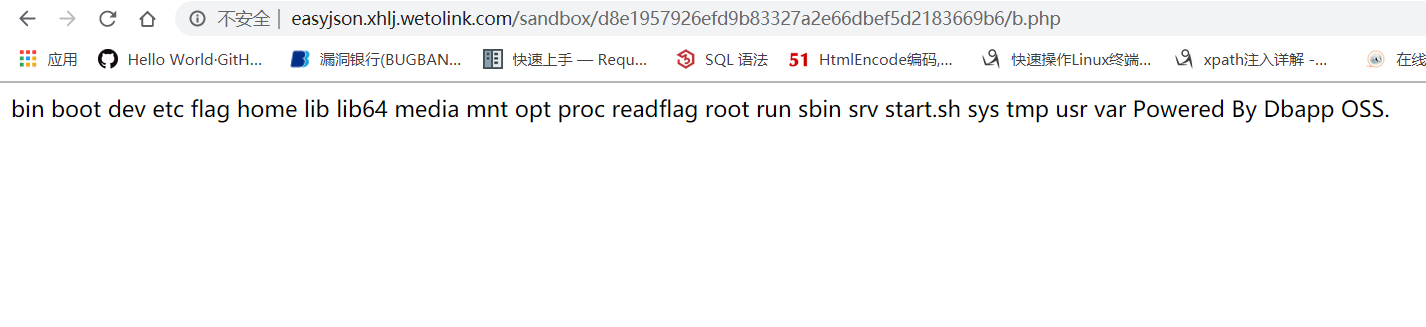 不安全 | easyjson.xhlj.wetolink.com/sandbox/d8e1957926efd9b83327a2e66dbef5d2183669b6/b.php
应用 Hello World·GitH... 漏洞银行(BUGBAN... 快速上手 — Requ... SQL 语法 51 HtmlEncode编码,... 快速操作Linux终端... xpath注入详解 -... 在线
bin boot dev etc flag home lib lib64 media mnt opt proc readflag root run sbin srv start.sh sys tmp usr var Powered By Dbapp OSS.